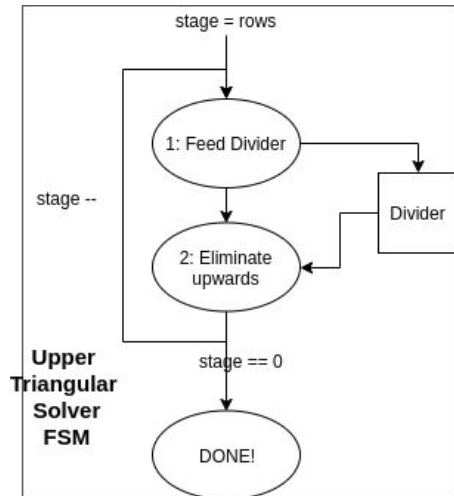 stage = rows
1: Feed Divider
stage --
Divider
2: Eliminate
upwards
stage == 0
Upper
Triangular
Solver
FSM
DONE!